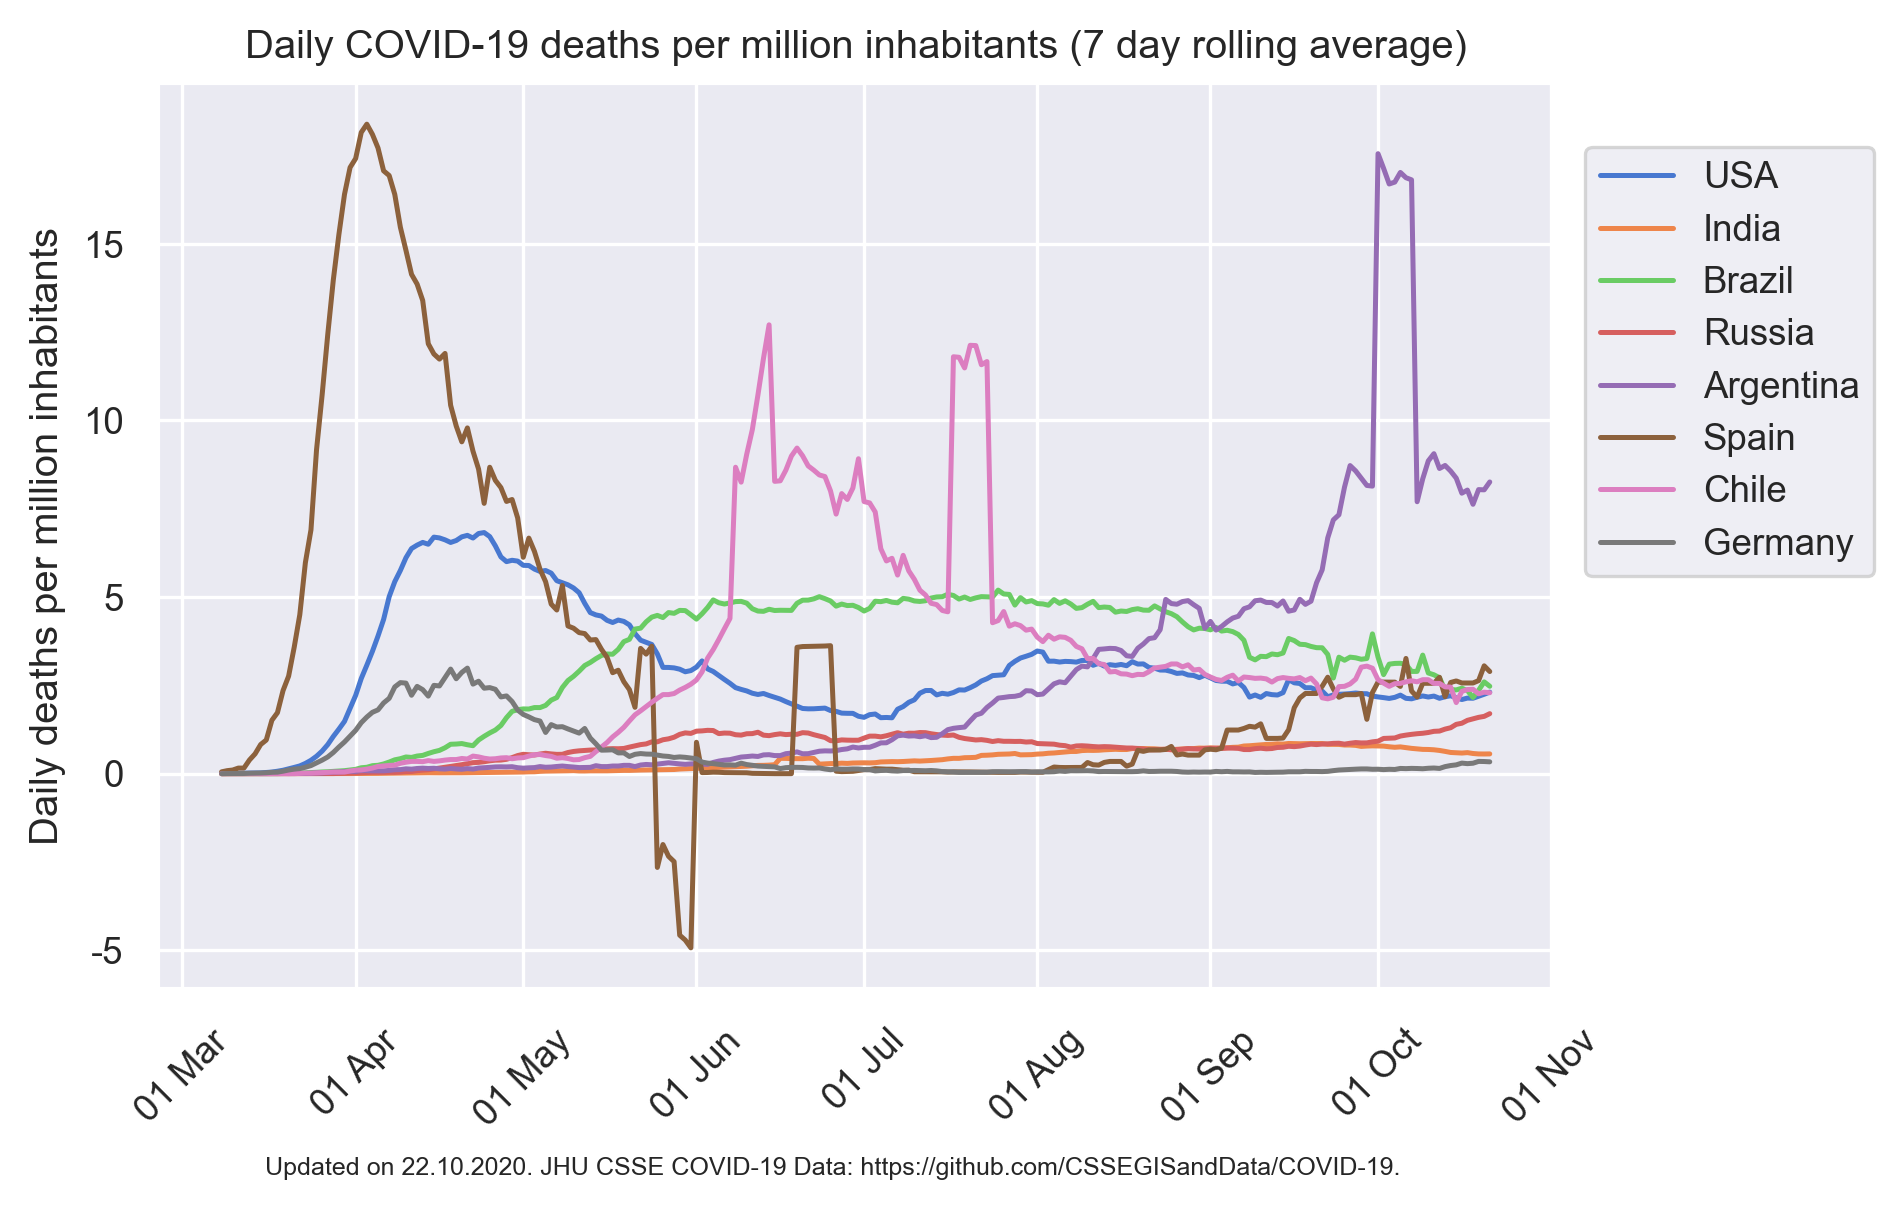 Daily COVID-19 deaths per million inhabitants (7 day rolling average)
Daily deaths per million inhabitants
15
10
5
0
-5
01 Mar
01 Apr
01 May
01 Jun
01 Jul
01 Aug
01 Sep
01 Oct
01 Nov
USA
India
Brazil
Russia
Argentina
Spain
Chile
Germany
Updated on 22.10.2020. JHU CSSE COVID-19 Data: https://github.com/CSSEGISandData/COVID-19.